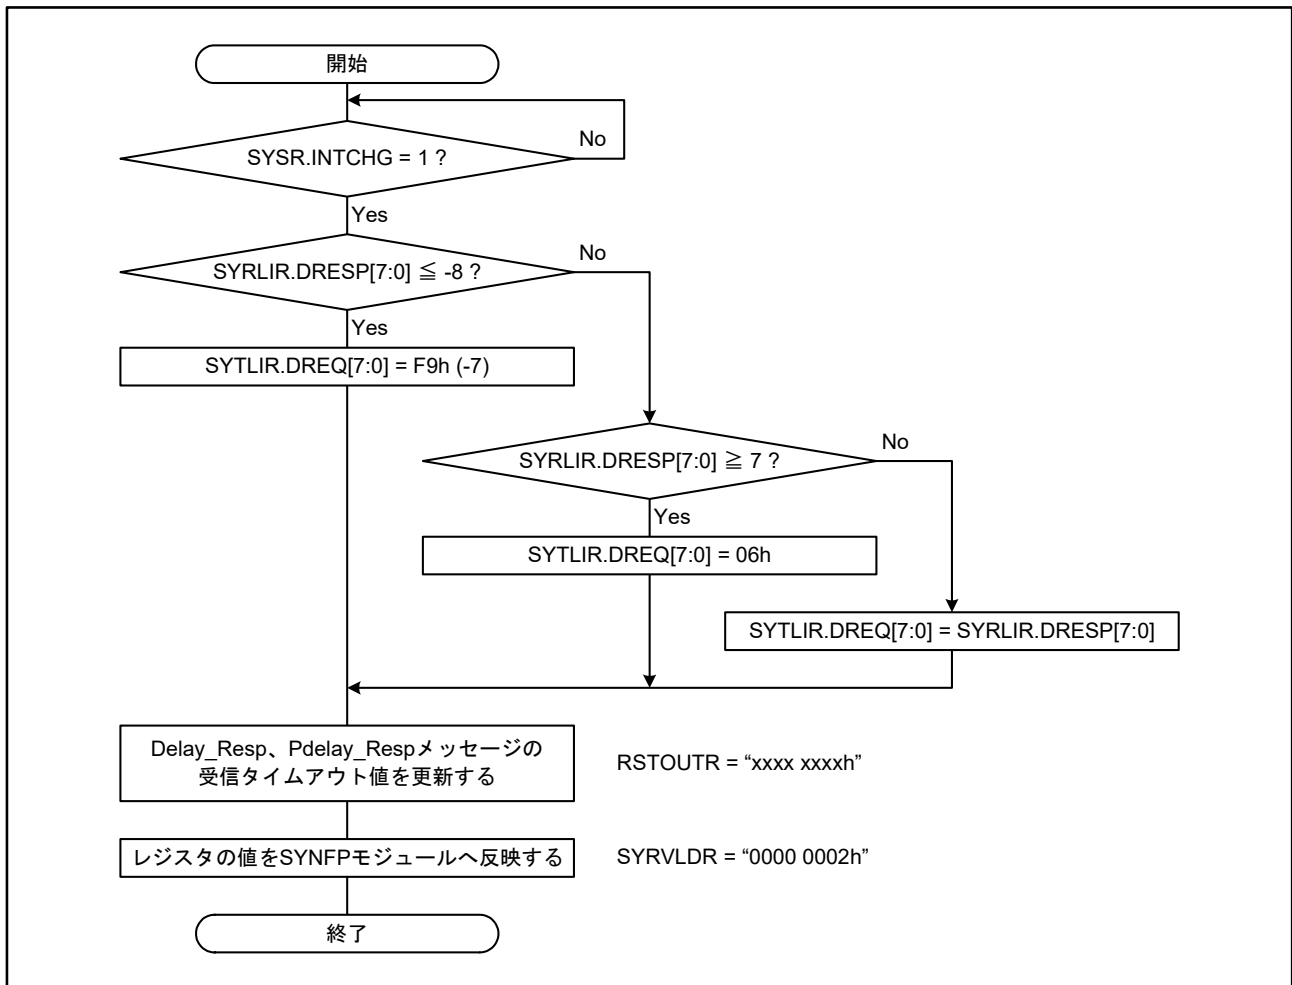 開始
SYSR.INTCHG = 1 ?
No
Yes
SYRLIR.DRESP[7:0] ≦ -8 ?
No
Yes
SYTLIR.DREQ[7:0] = F9h (-7)
SYRLIR.DRESP[7:0] ≧ 7 ?
No
Yes
SYTLIR.DREQ[7:0] = 06h
SYTLIR.DREQ[7:0] = SYRLIR.DRESP[7:0]
Delay_Resp、Pdelay_Respメッセージの
受信タイムアウト値を更新する
RSTOUTR = “xxxx xxxxh”
レジスタの値をSYNFPモジュールへ反映する
SYRVLDR = “0000 0002h”
終了